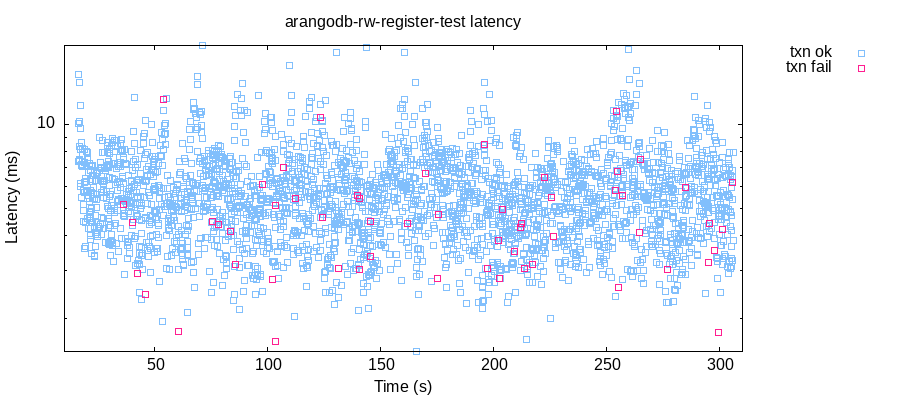 arangodb-rw-register-test latency
txn ok
txn fail
10
Latency (ms)
50 100 150 200 250 300
Time (s)